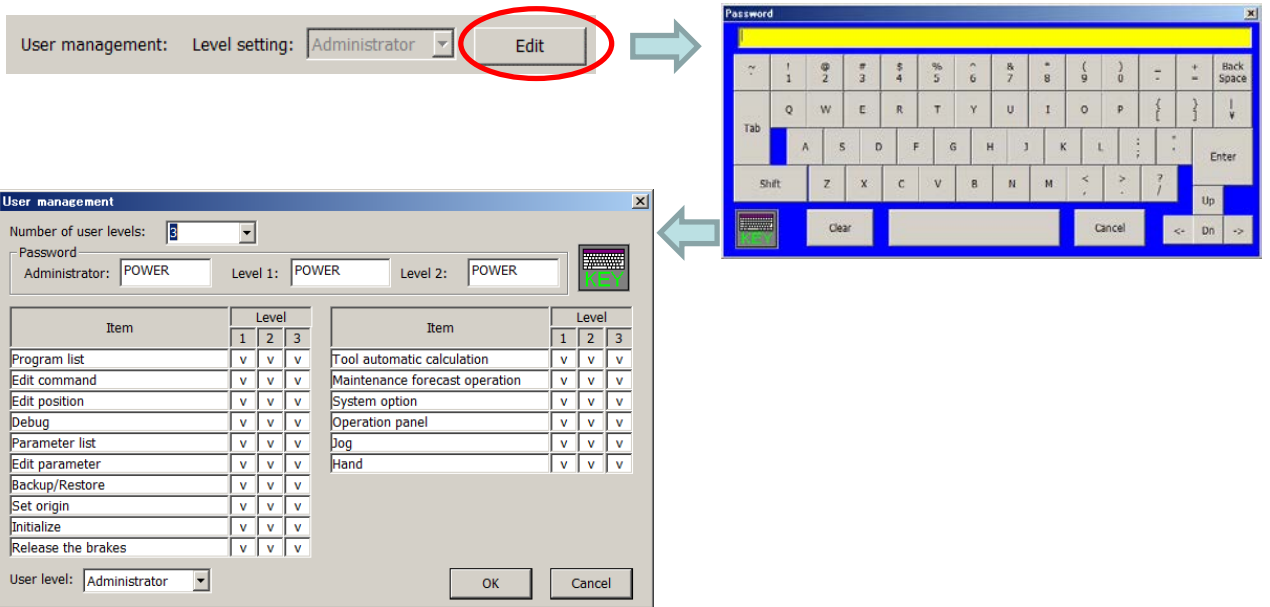 User management: Level setting: Administrator Edit
Password
~ ! 1 @ 2 # 3 $ 4 % 5 ^ 6 & 7 * 8 ( 9 ) 0 _ - + = Back Space
Tab Q W E R T Y U I O P { [ } ] | ¥
A S D F G H J K L : ; " ' Enter
Shift Z X C V B N M < , > . ? / Up
KEY Clear Cancel <- Dn ->
User management
Number of user levels: 3
Password
Administrator: POWER Level 1: POWER Level 2: POWER KEY
Item Level
1 2 3
Program list v v v
Edit command v v v
Edit position v v v
Debug v v v
Parameter list v v v
Edit parameter v v v
Backup/Restore v v v
Set origin v v v
Initialize v v v
Release the brakes v v v
Item Level
1 2 3
Tool automatic calculation v v v
Maintenance forecast operation v v v
System option v v v
Operation panel v v v
Jog v v v
Hand v v v
User level: Administrator OK Cancel